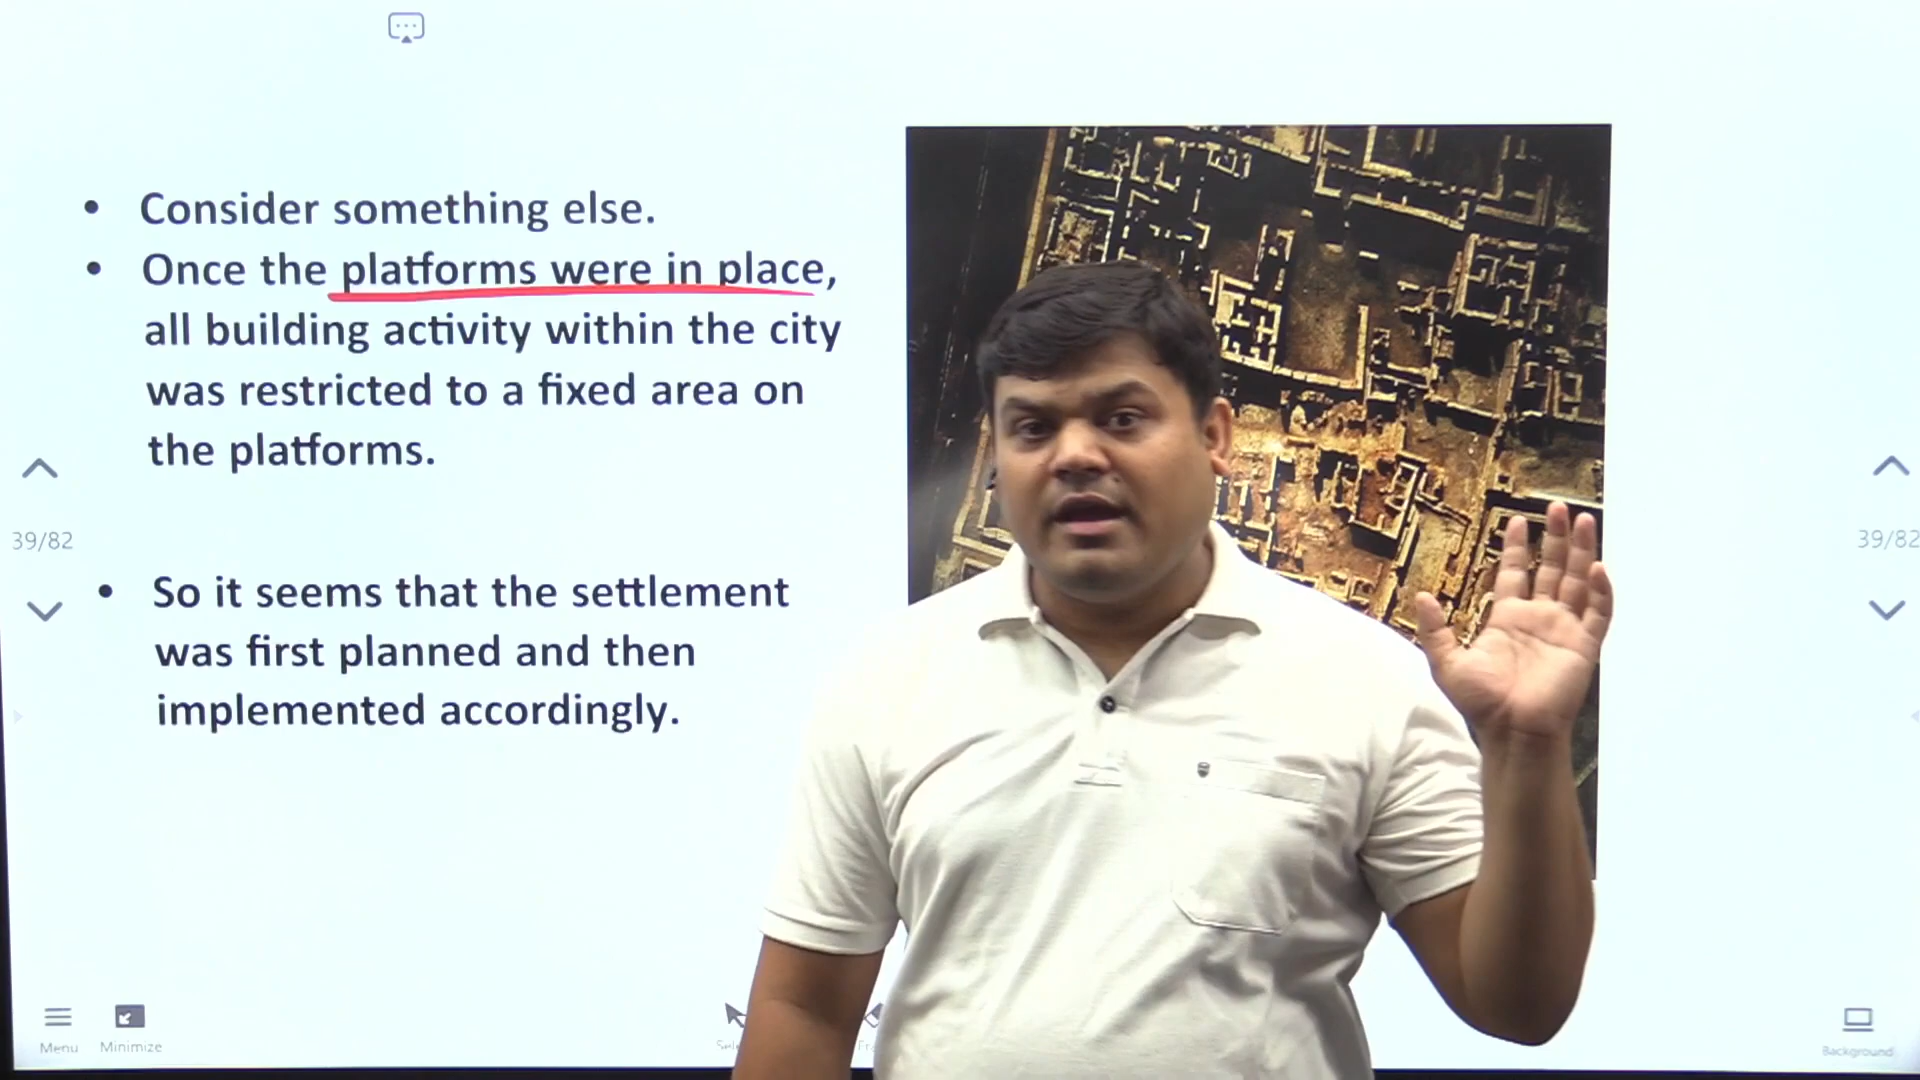 • Consider something else.
• Once the platforms were in place,
all building activity within the city
was restricted to a fixed area on
the platforms.
39/82
39/82
• So it seems that the settlement
was first planned and then
implemented accordingly.
Menu
Minimize
Background